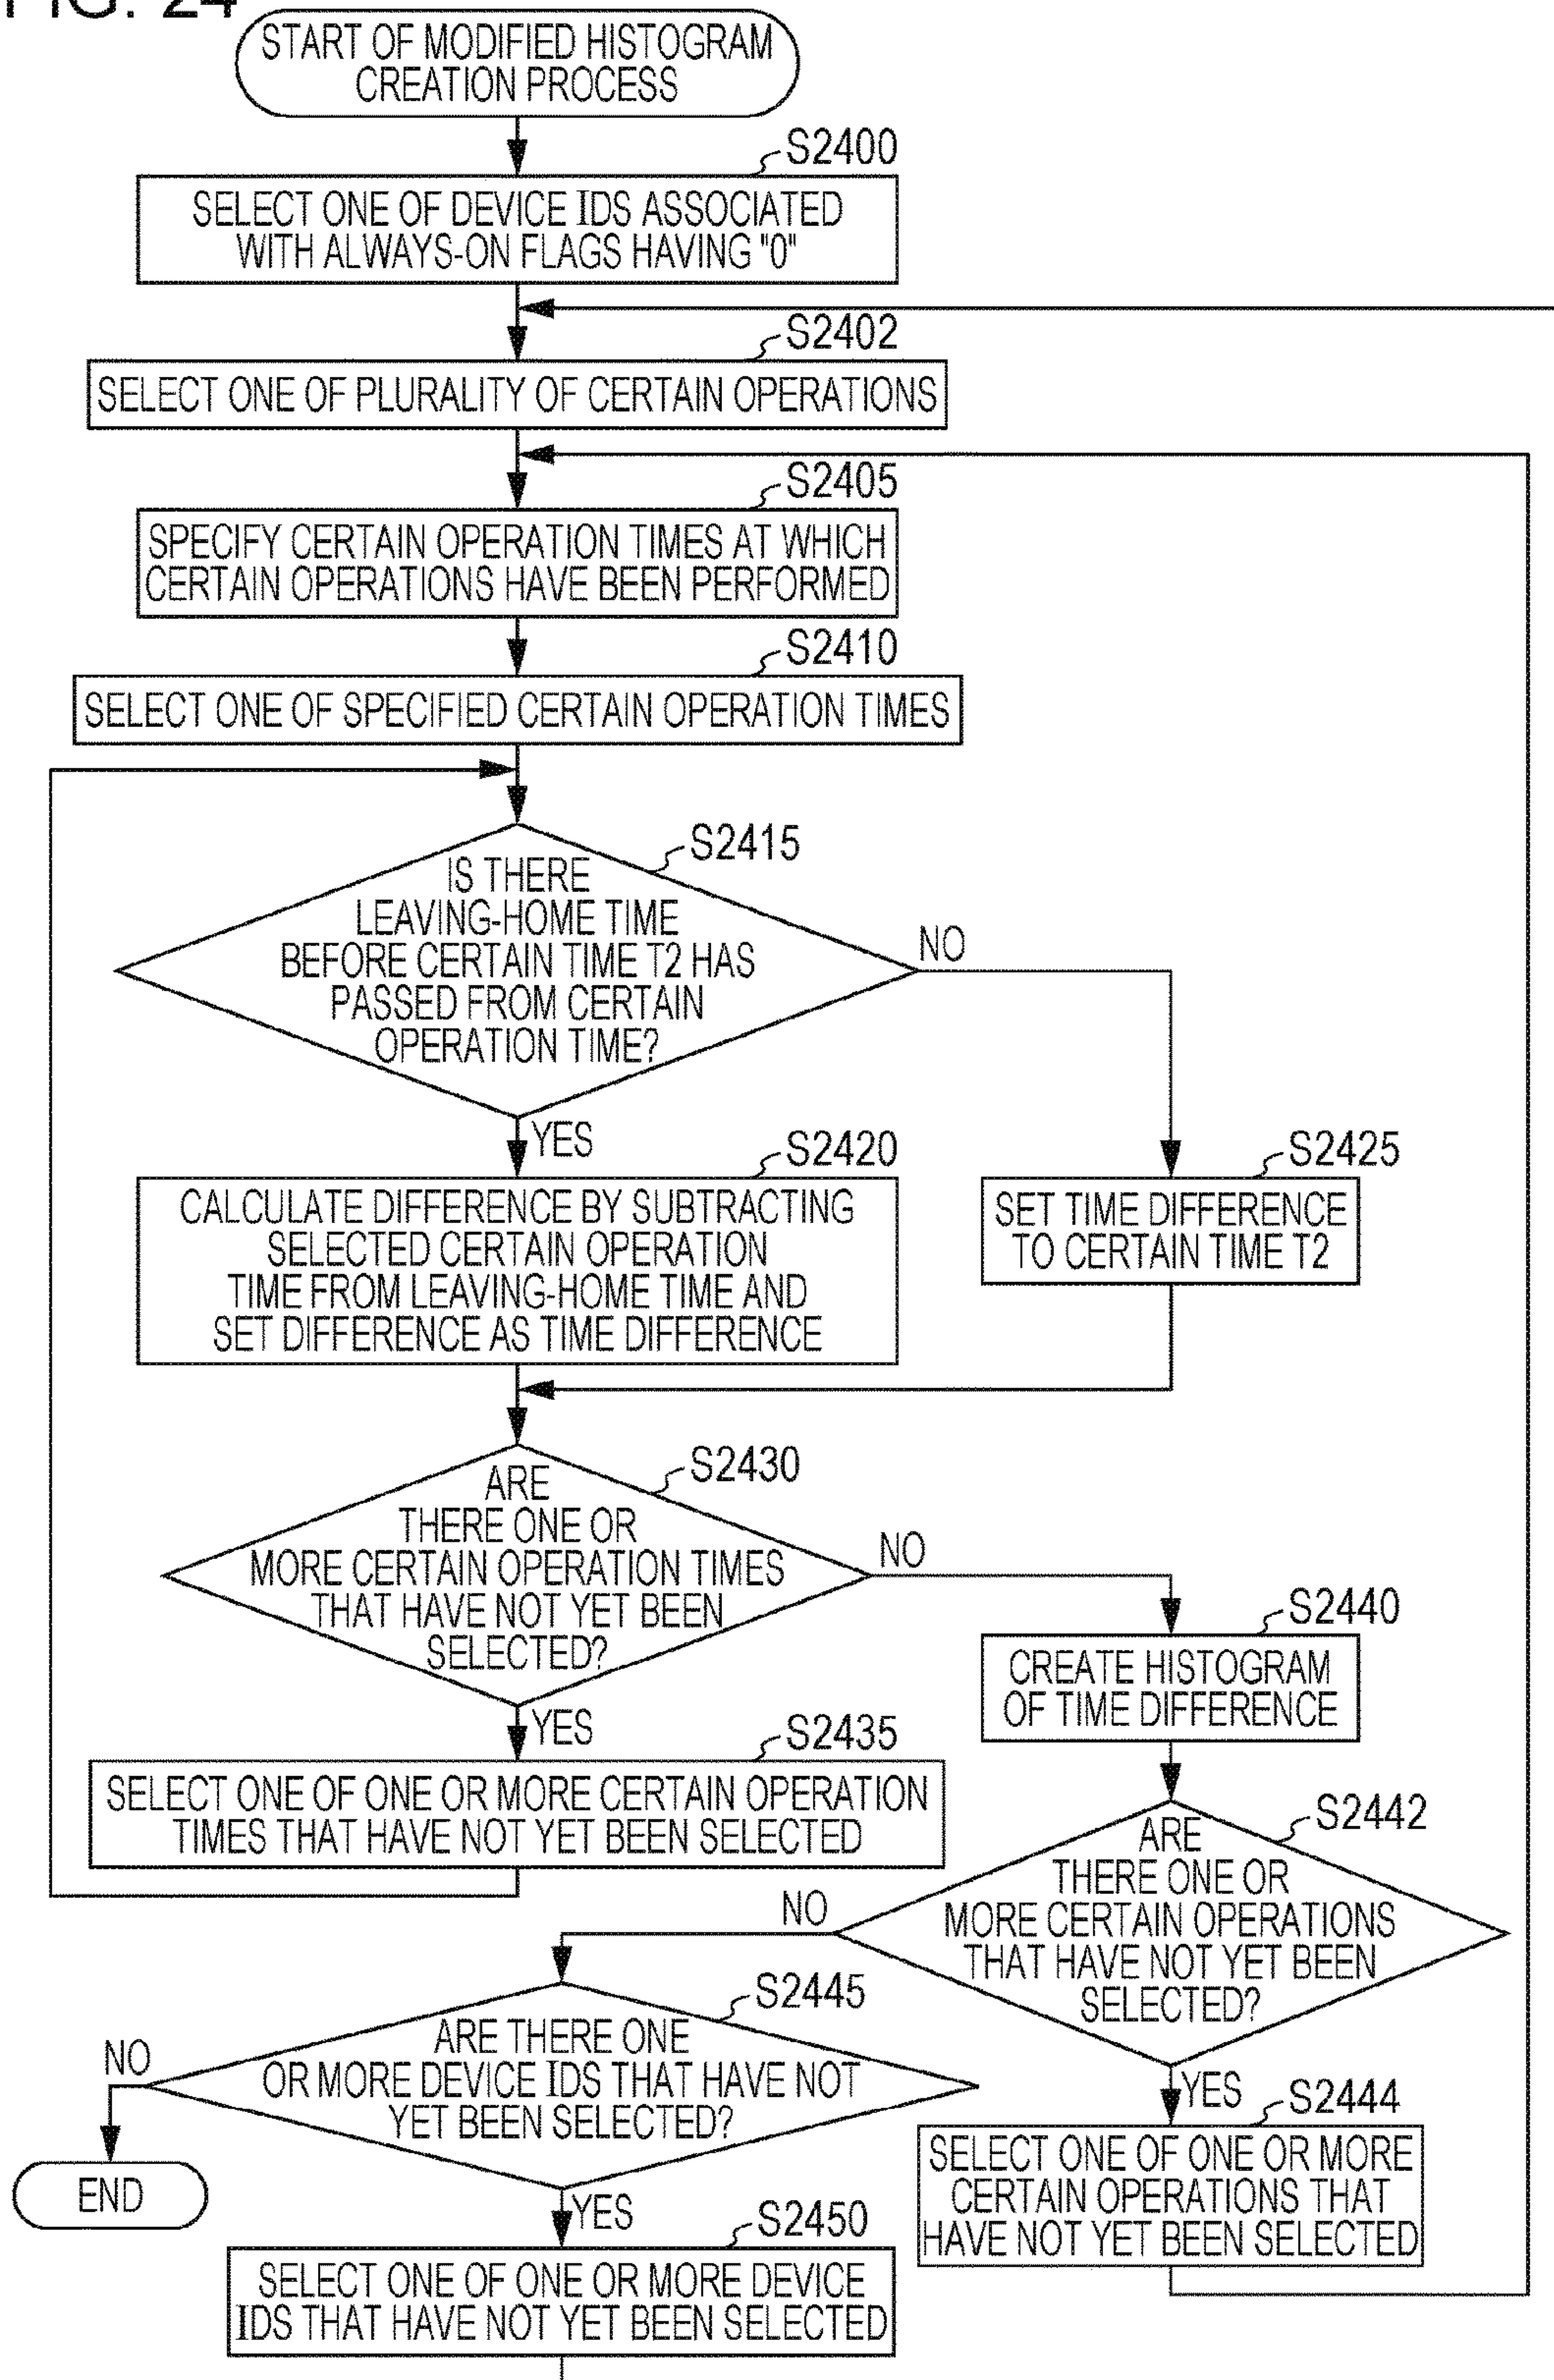 FIG. 24
START OF MODIFIED HISTOGRAM
CREATION PROCESS
S2400
SELECT ONE OF DEVICE IDS ASSOCIATED
WITH ALWAYS-ON FLAGS HAVING "0"
S2402
SELECT ONE OF PLURALITY OF CERTAIN OPERATIONS
S2405
SPECIFY CERTAIN OPERATION TIMES AT WHICH
CERTAIN OPERATIONS HAVE BEEN PERFORMED
S2410
SELECT ONE OF SPECIFIED CERTAIN OPERATION TIMES
S2415
IS THERE
LEAVING-HOME TIME
BEFORE CERTAIN TIME T2 HAS
PASSED FROM CERTAIN
OPERATION TIME?
NO
YES
S2420
CALCULATE DIFFERENCE BY SUBTRACTING
SELECTED CERTAIN OPERATION
TIME FROM LEAVING-HOME TIME AND
SET DIFFERENCE AS TIME DIFFERENCE
S2425
SET TIME DIFFERENCE
TO CERTAIN TIME T2
S2430
ARE
THERE ONE OR
MORE CERTAIN OPERATION TIMES
THAT HAVE NOT YET BEEN
SELECTED?
NO
YES
S2435
SELECT ONE OF ONE OR MORE CERTAIN OPERATION
TIMES THAT HAVE NOT YET BEEN SELECTED
S2440
CREATE HISTOGRAM
OF TIME DIFFERENCE
S2442
ARE
THERE ONE OR
MORE CERTAIN OPERATIONS
THAT HAVE NOT YET BEEN
SELECTED?
NO
YES
S2444
SELECT ONE OF ONE OR MORE
CERTAIN OPERATIONS THAT
HAVE NOT YET BEEN SELECTED
S2445
ARE THERE ONE
OR MORE DEVICE IDS THAT HAVE NOT
YET BEEN SELECTED?
NO
END
YES
S2450
SELECT ONE OF ONE OR MORE DEVICE
IDS THAT HAVE NOT YET BEEN SELECTED